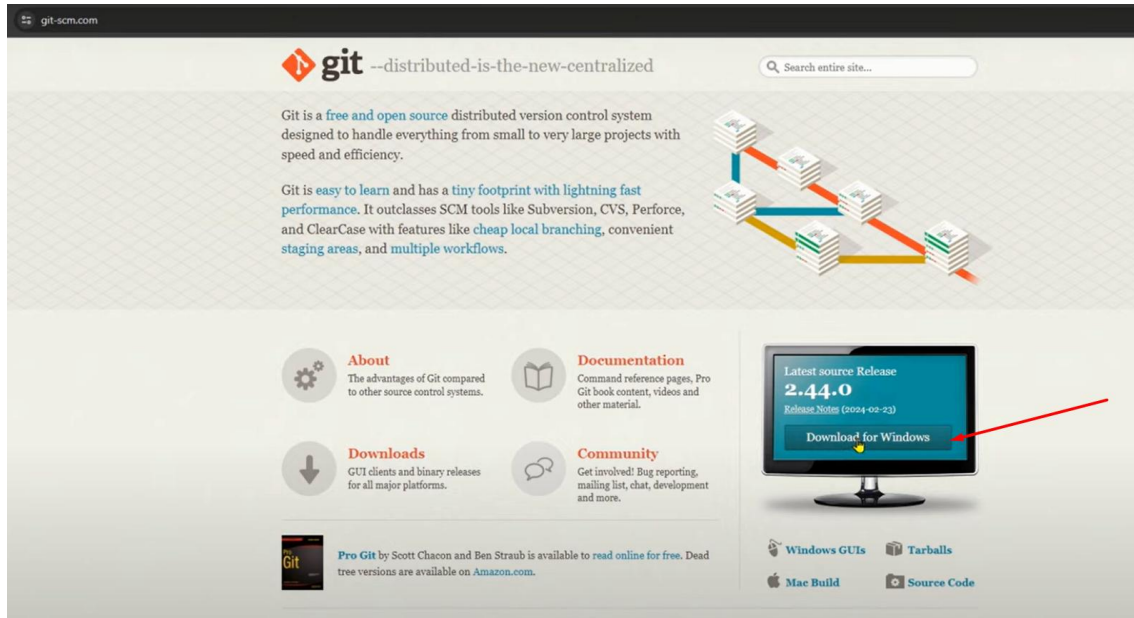 git-scm.com
git --distributed-is-the-new-centralized
Search entire site...
Git is a free and open source distributed version control system
designed to handle everything from small to very large projects with
speed and efficiency.
Git is easy to learn and has a tiny footprint with lightning fast
performance. It outclasses SCM tools like Subversion, CVS, Perforce,
and ClearCase with features like cheap local branching, convenient
staging areas, and multiple workflows.
About
The advantages of Git compared
to other source control systems.
Documentation
Command reference pages, Pro
Git book content, videos and
other material.
Downloads
GUI clients and binary releases
for all major platforms.
Community
Get involved! Bug reporting,
mailing list, chat, development
and more.
Latest source Release
2.44.0
Release Notes (2024-02-23)
Download for Windows
Pro
Git
Pro Git by Scott Chacon and Ben Straub is available to read online for free. Dead
tree versions are available on Amazon.com.
Windows GUIs
Tarballs
Mac Build
Source Code